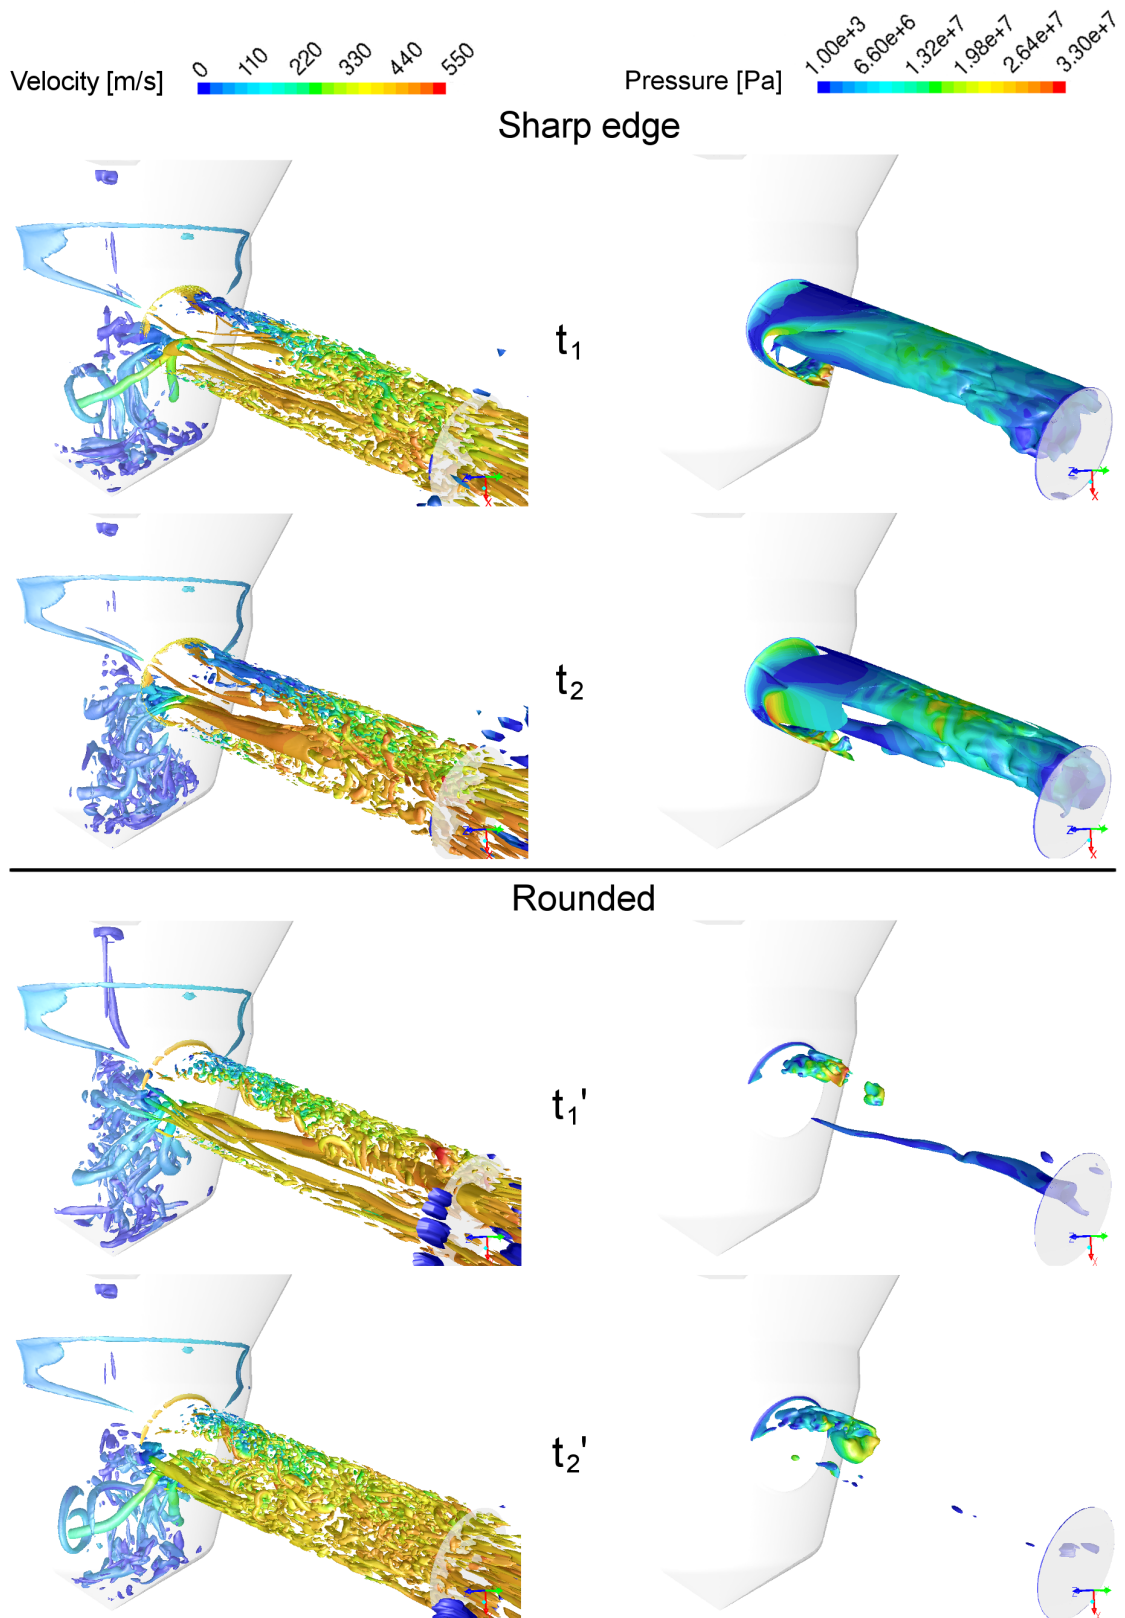 Velocity [m/s] 0 110 220 330 440 550
Pressure [Pa] 1.00e+3 6.60e+6 1.32e+7 1.98e+7 2.64e+7 3.30e+7
Sharp edge
t1
Z X
Z X
t2
Z X
Z X
Rounded
t1'
Z X
Z X
t2'
Z X
Z X